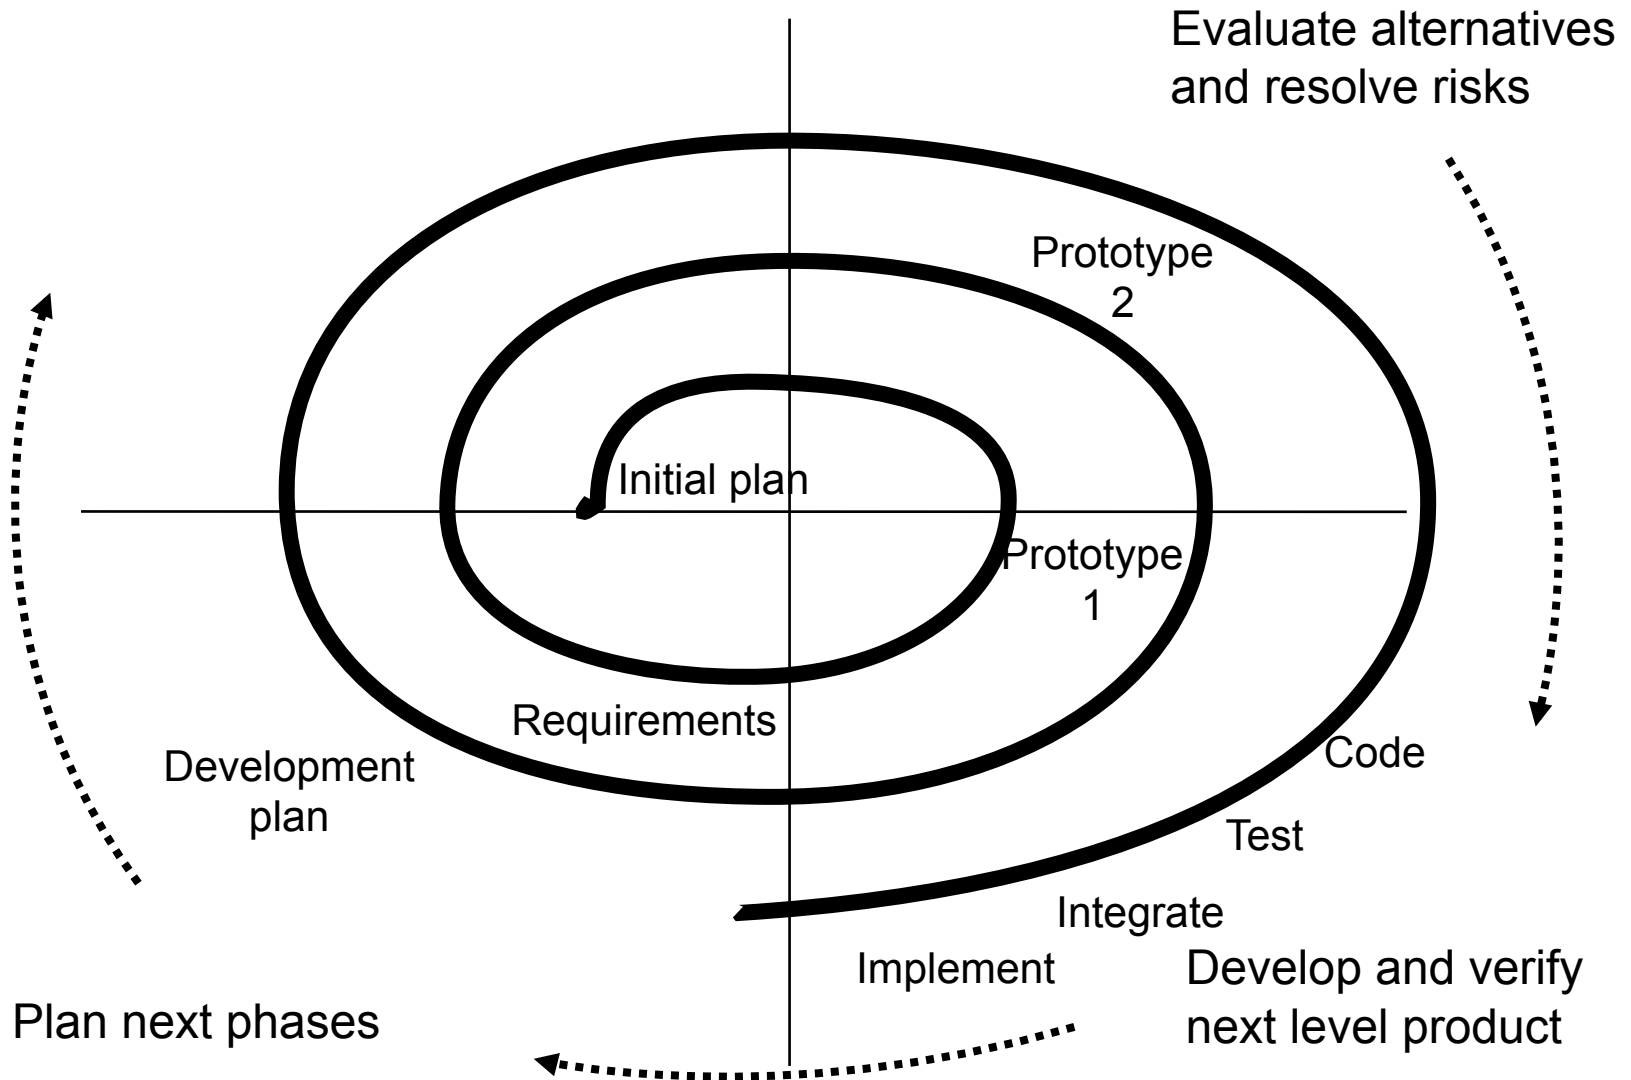 Evaluate alternatives
and resolve risks
Prototype
2
Initial plan
Prototype
1
Requirements
Development
plan
Code
Test
Integrate
Implement
Develop and verify
next level product
Plan next phases